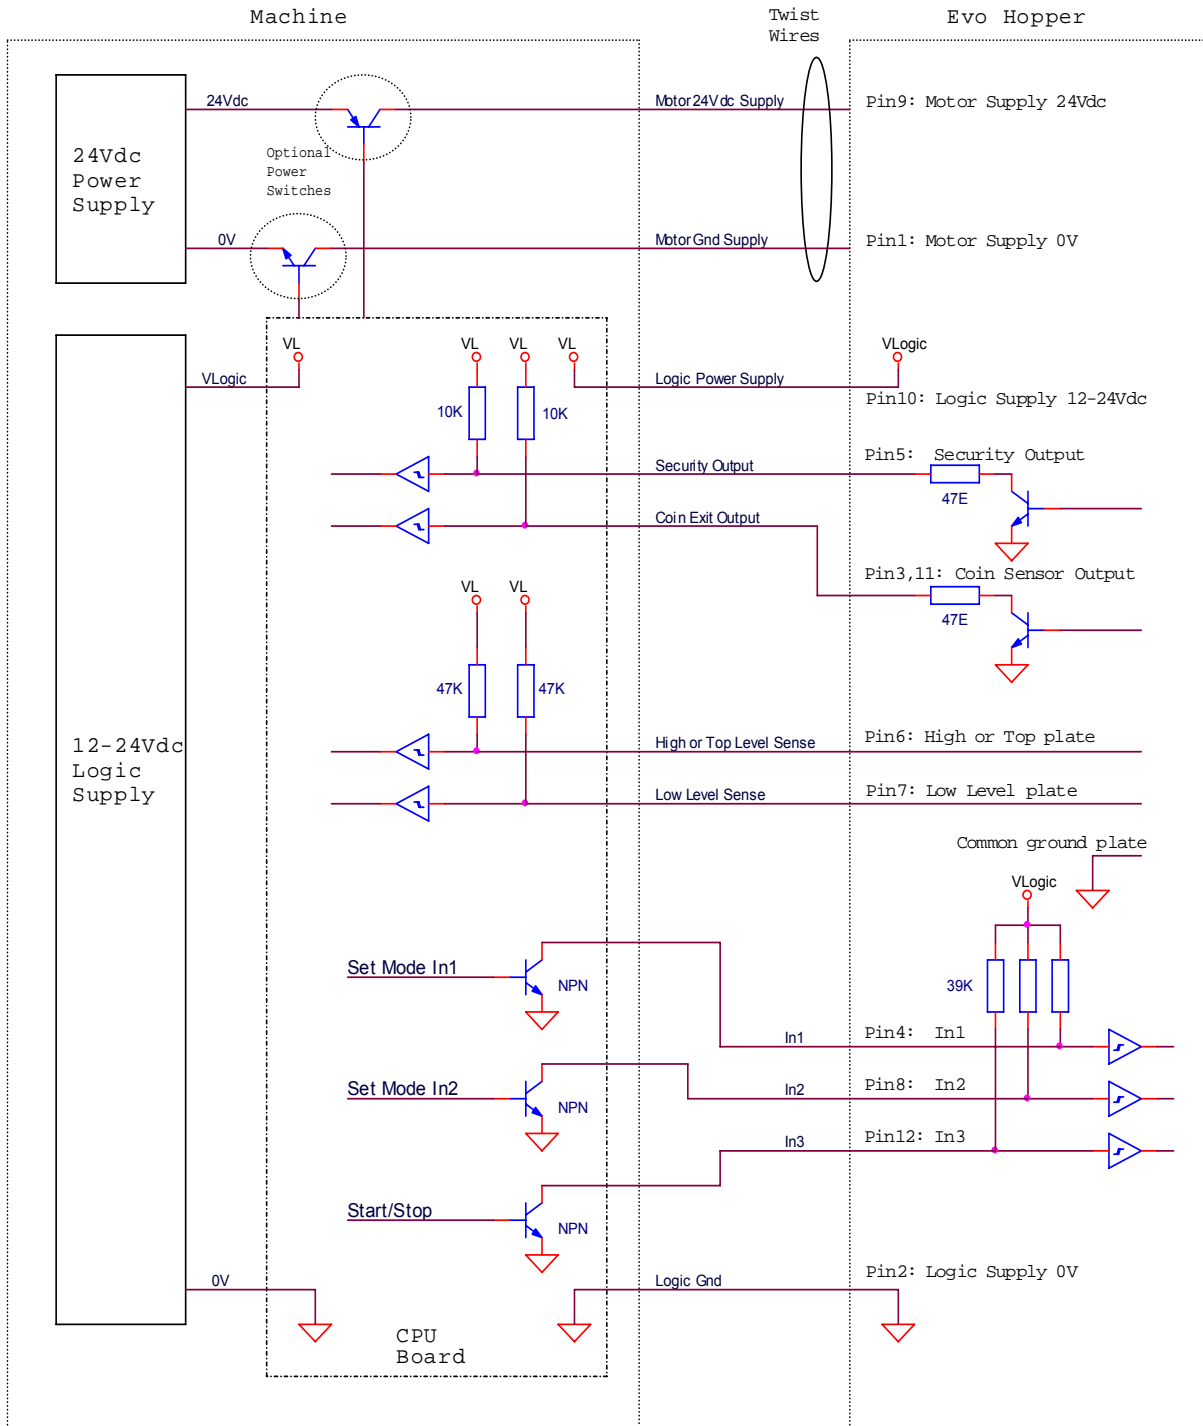 Machine
Twist
Wires
Evo Hopper
24Vdc
Motor 24Vdc Supply
Pin9: Motor Supply 24Vdc
24Vdc
Power
Supply
Optional
Power
Switches
0V
Motor Gnd Supply
Pin1: Motor Supply 0V
VL
VL
VL
VL
VLogic
VLogic
Logic Power Supply
Pin10: Logic Supply 12-24Vdc
10K
10K
Security Output
Pin5: Security Output
47E
Coin Exit Output
Pin3,11: Coin Sensor Output
47E
VL
VL
47K
47K
12-24Vdc
Logic
Supply
High or Top Level Sense
Pin6: High or Top plate
Low Level Sense
Pin7: Low Level plate
Common ground plate
VLogic
39K
Set Mode In1
NPN
In1
Pin4: In1
Set Mode In2
NPN
In2
Pin8: In2
In3
Pin12: In3
Start/Stop
NPN
0V
Logic Gnd
Pin2: Logic Supply 0V
CPU
Board